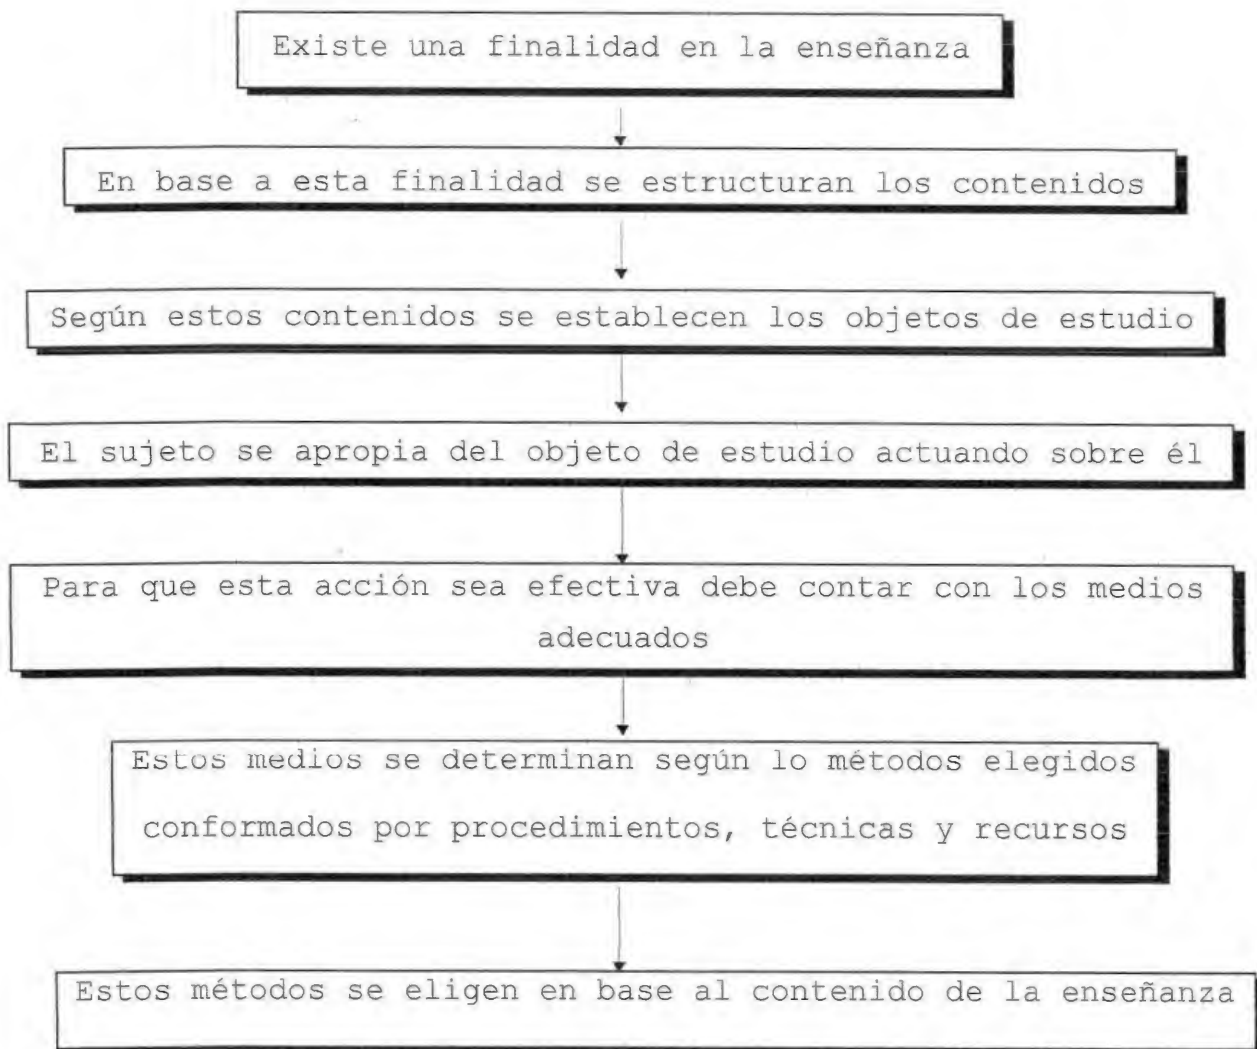 Existe una finalidad en la enseñanza
En base a esta finalidad se estructuran los contenidos
Según estos contenidos se establecen los objetos de estudio
El sujeto se apropia del objeto de estudio actuando sobre él
Para que esta acción sea efectiva debe contar con los medios
adecuados
Estos medios se determinan según lo métodos elegidos
conformados por procedimientos, técnicas y recursos
Estos métodos se eligen en base al contenido de la enseñanza